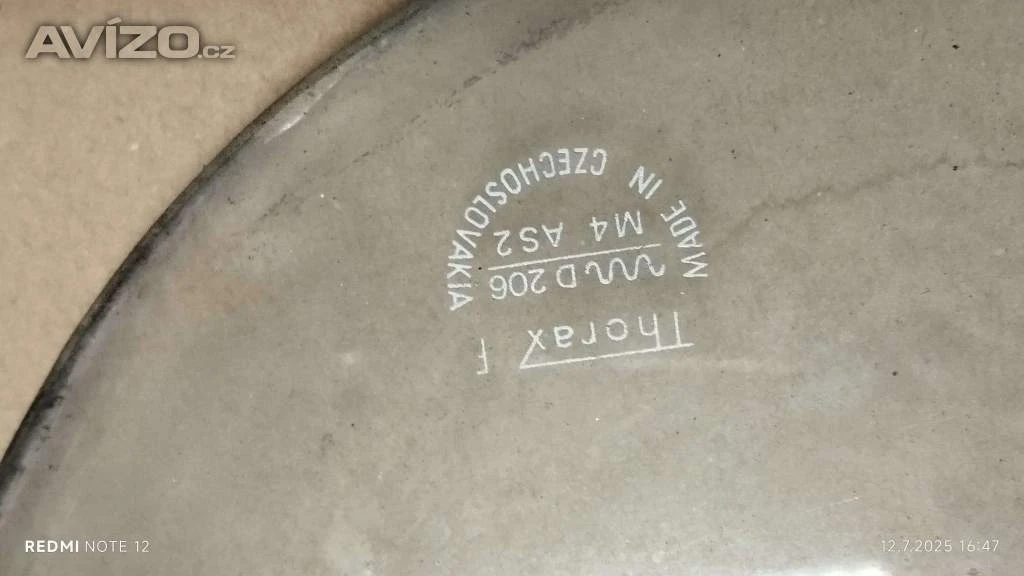 AVÍZO.cz
Thorax f
D 206
M4 AS2
MADE IN CZECHOSLOVAKIA
REDMI NOTE 12
12.7.2025 16:47